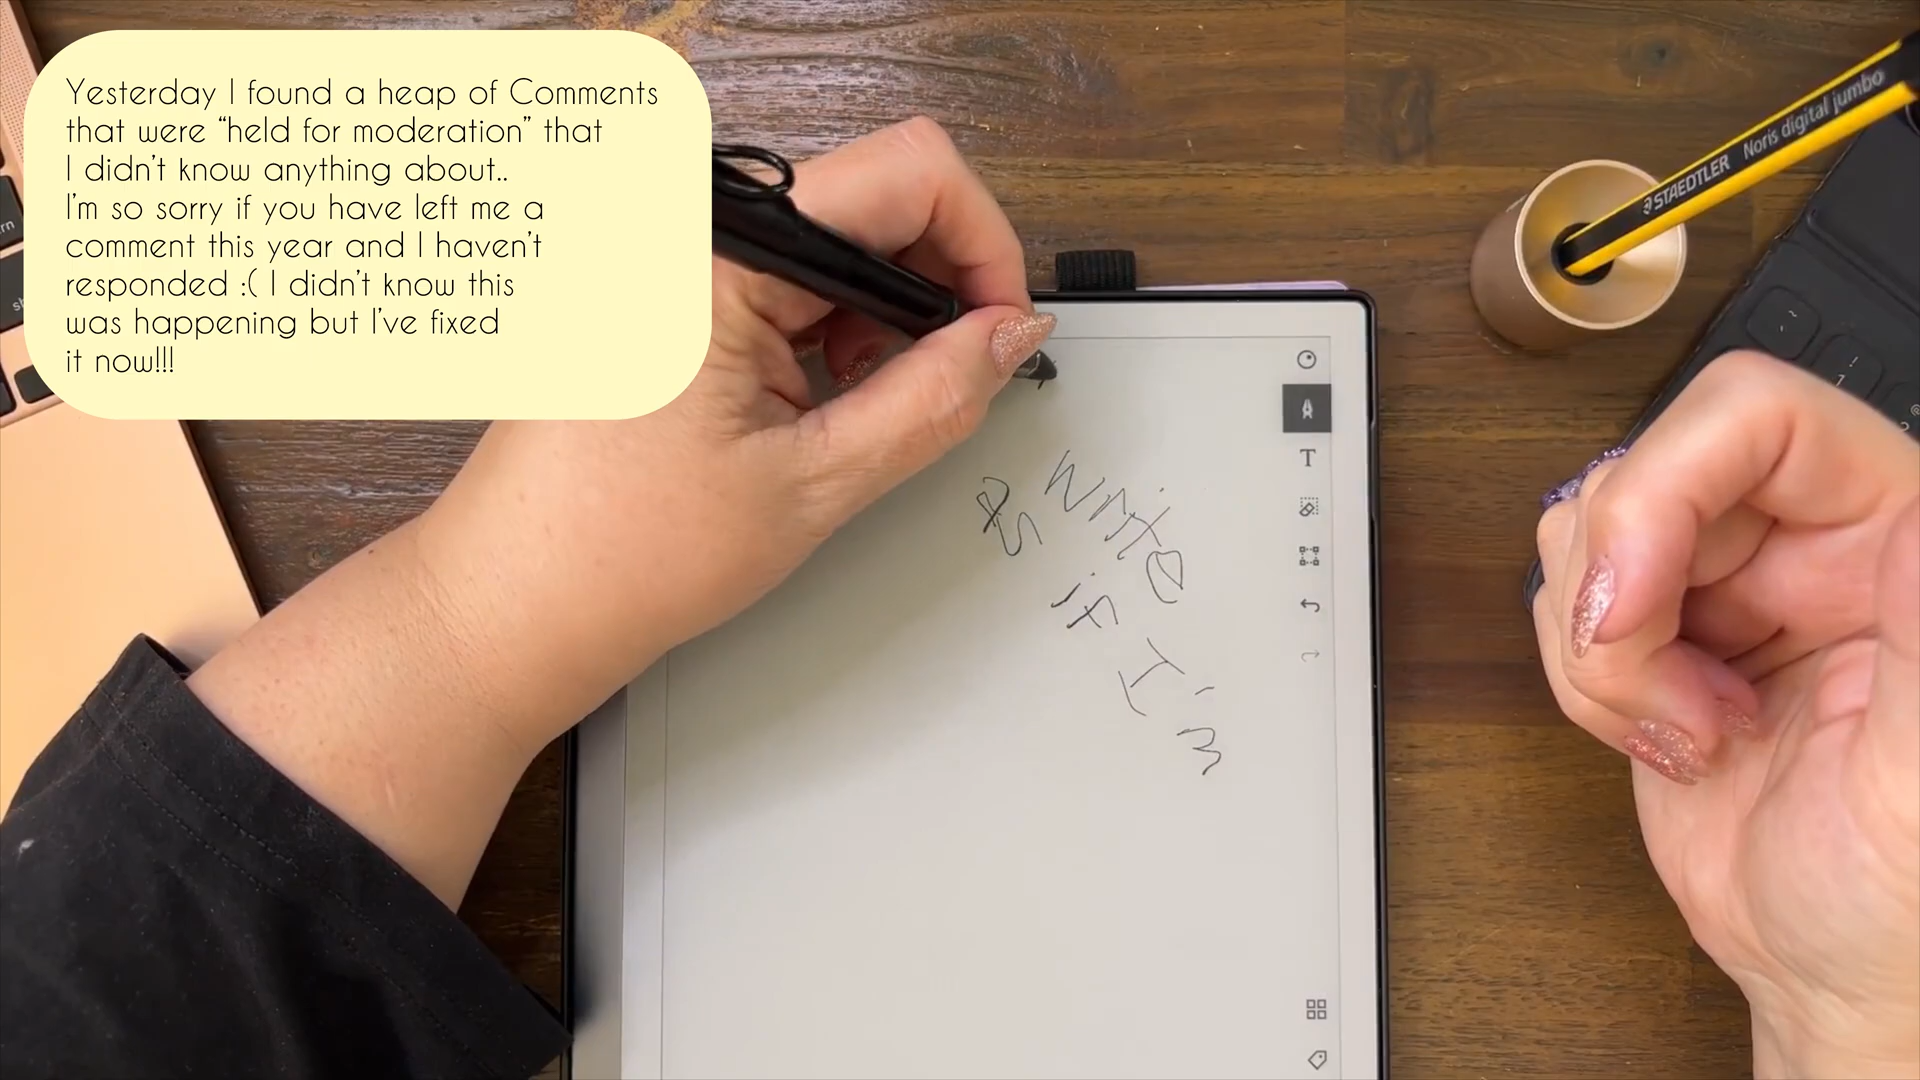 Yesterday I found a heap of Comments
that were “held for moderation” that
I didn’t know anything about..
I’m so sorry if you have left me a
comment this year and I haven’t
responded :( I didn’t know this
was happening but I’ve fixed
it now!!!
STAEDTLER Noris digital jumbo
T
write
if
I'm